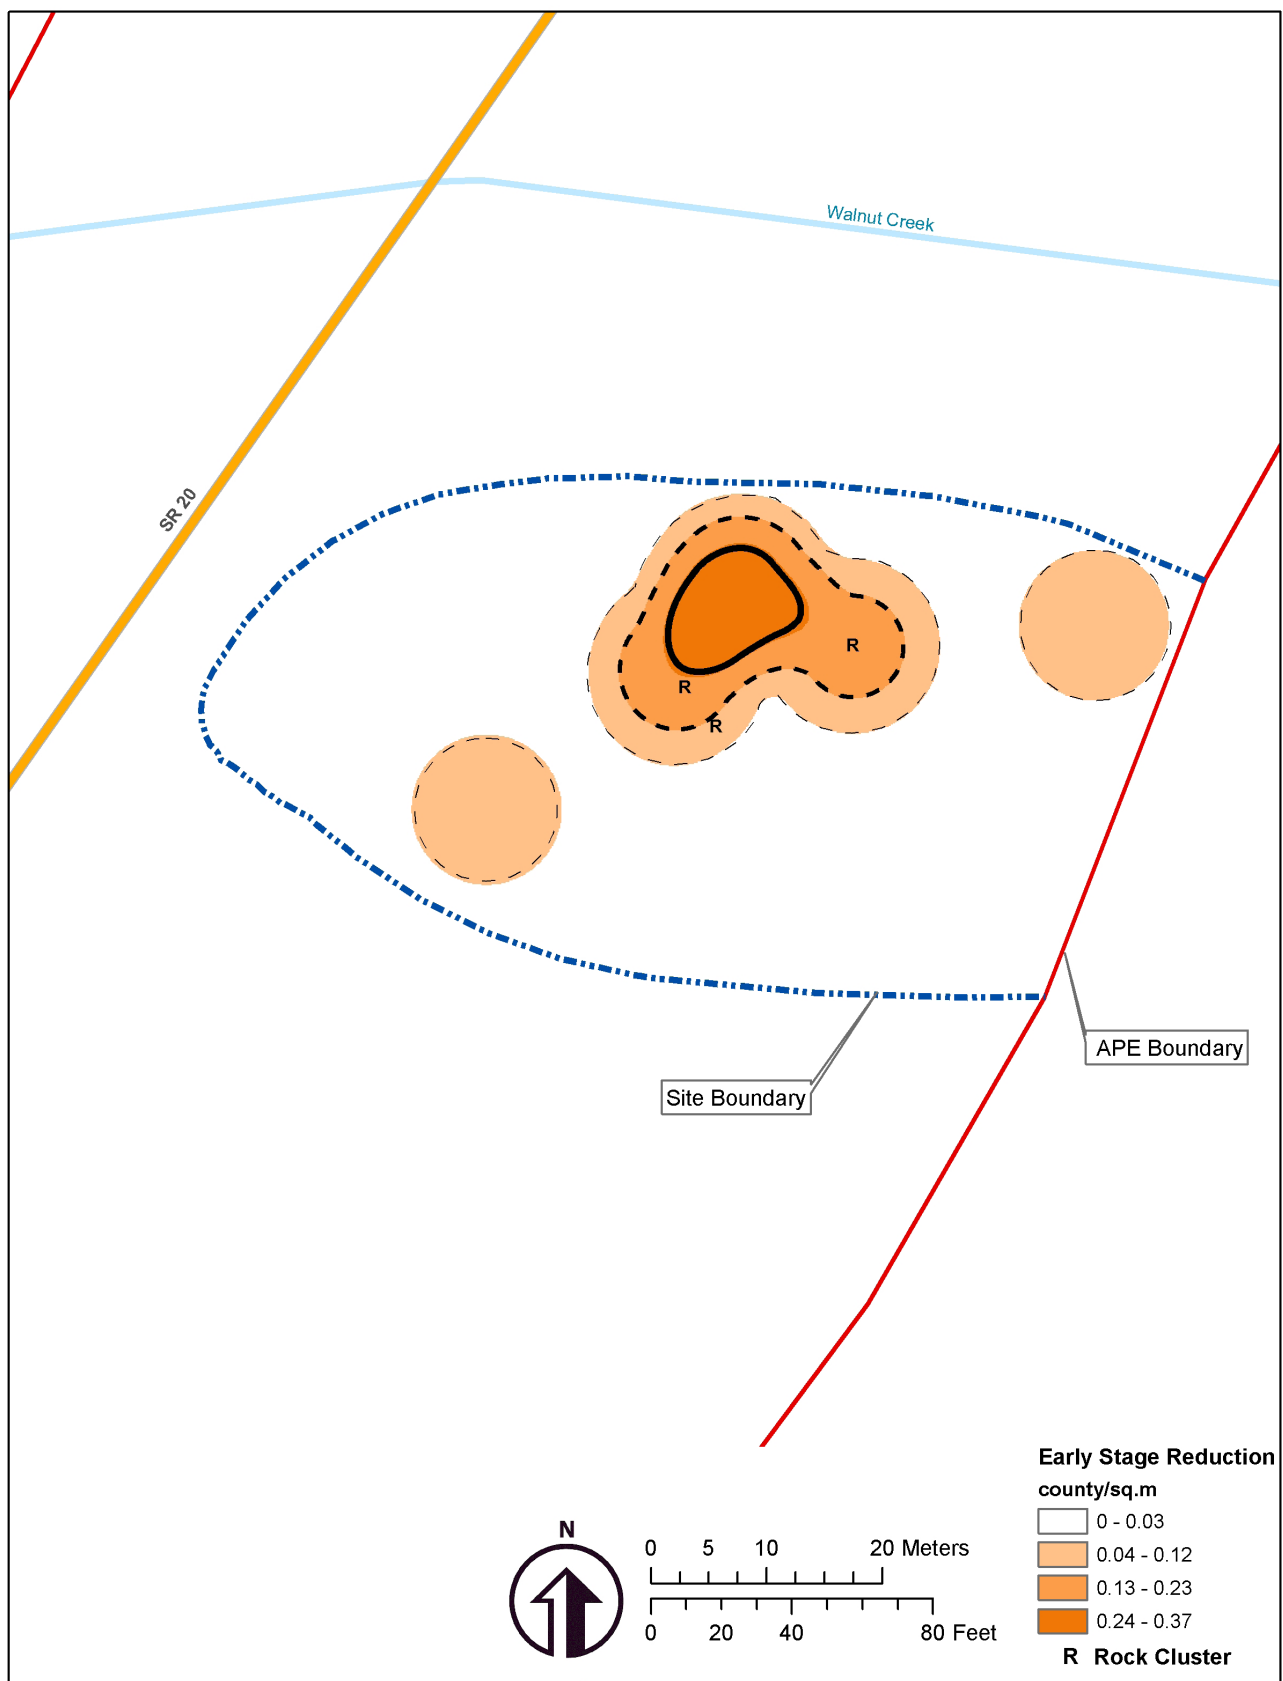 Walnut Creek
SR 20
R
R
R
APE Boundary
Site Boundary
Early Stage Reduction
county/sq.m
0 - 0.03
0.04 - 0.12
0.13 - 0.23
0.24 - 0.37
R Rock Cluster
N
0 5 10 20 Meters
0 20 40 80 Feet